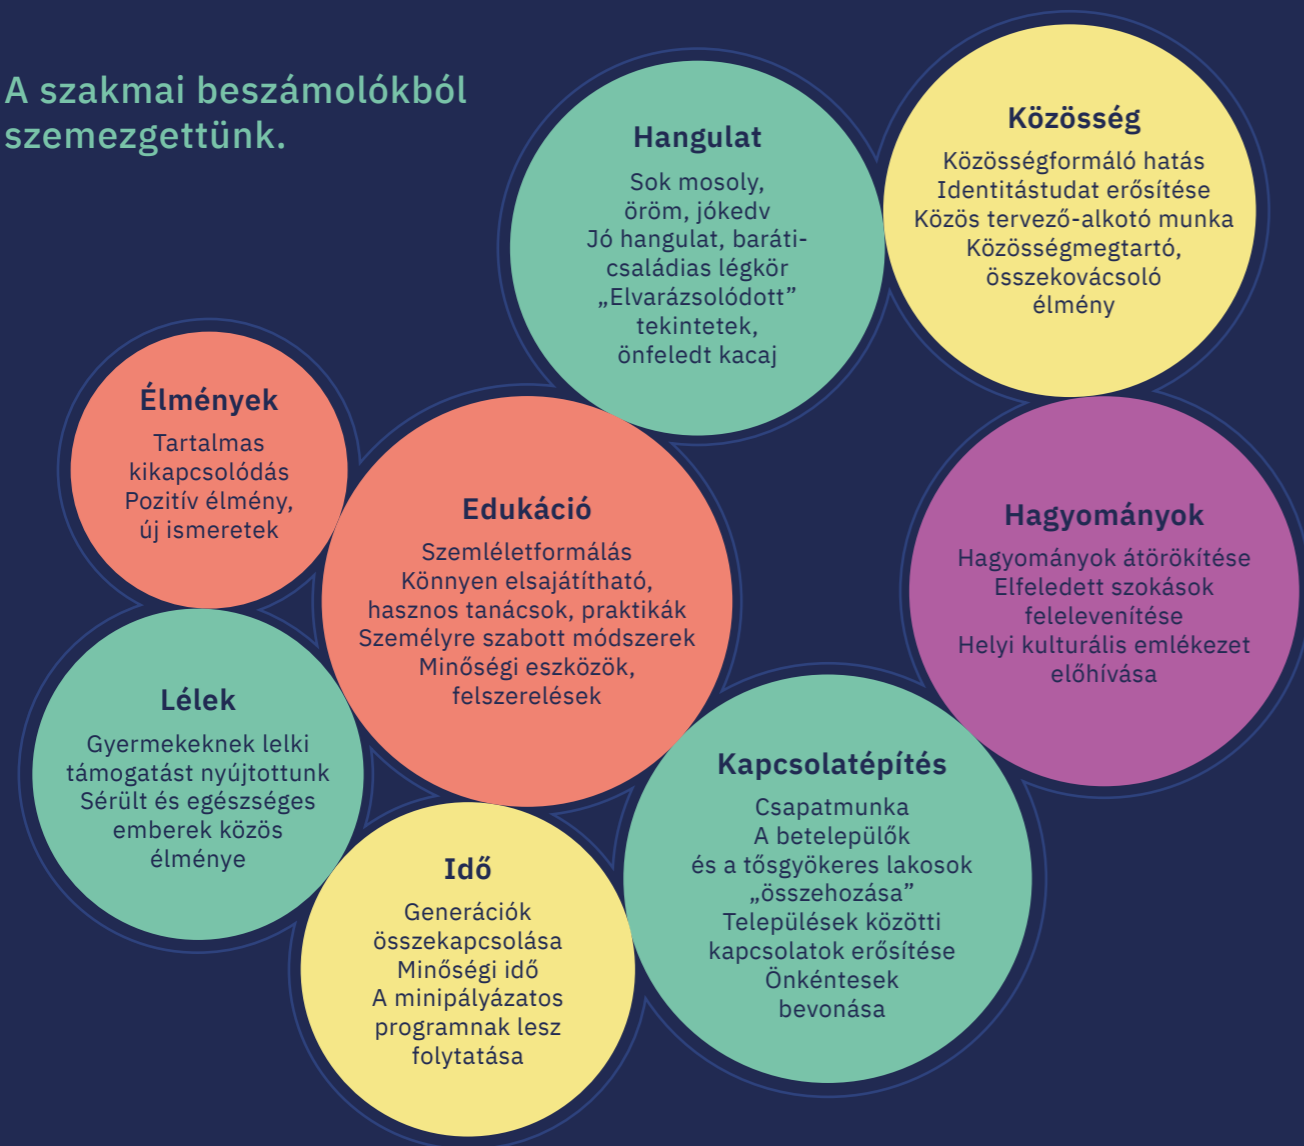 A szakmai beszámolókból
szemezgettünk.
Hangulat
Sok mosoly,
öröm, jókedv
Jó hangulat, baráti-
családias légkör
„Elvarázsolódott”
tekintetek,
önfeledt kacaj
Közösség
Közösségformáló hatás
Identitástudat erősítése
Közös tervező-alkotó munka
Közösségmegtartó,
összekovácsoló
élmény
Élmények
Tartalmas
kikapcsolódás
Pozitív élmény,
új ismeretek
Edukáció
Szemléletformálás
Könnyen elsajátítható,
hasznos tanácsok, praktikák
Személyre szabott módszerek
Minőségi eszközök,
felszerelések
Hagyományok
Hagyományok átörökítése
Elfeledett szokások
felelevenítése
Helyi kulturális emlékezet
előhívása
Lélek
Gyermekeknek lelki
támogatást nyújtottunk
Sérült és egészséges
emberek közös
élménye
Idő
Generációk
összekapcsolása
Minőségi idő
A minipályázatos
programnak lesz
folytatása
Kapcsolatépítés
Csapatmunka
A betelepülők
és a tősgyökeres lakosok
„összehozása”
Települések közötti
kapcsolatok erősítése
Önkéntesek
bevonása